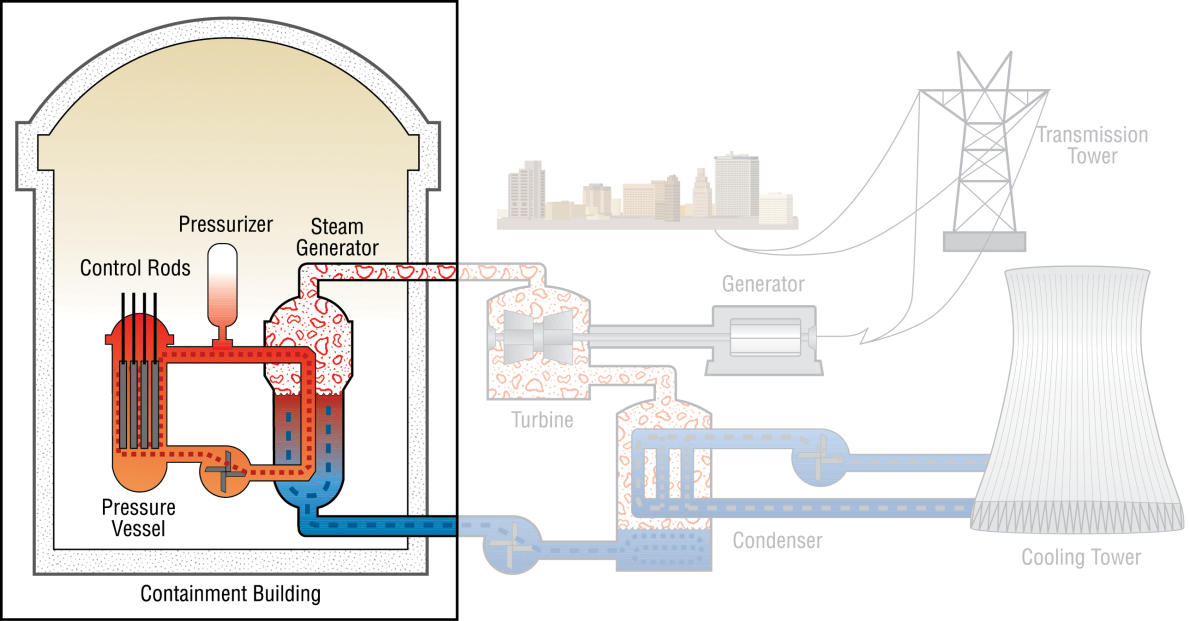 Pressurizer
Steam
Generator
Control Rods
Pressure
Vessel
Containment Building
Transmission
Tower
Generator
Turbine
Condenser
Cooling Tower